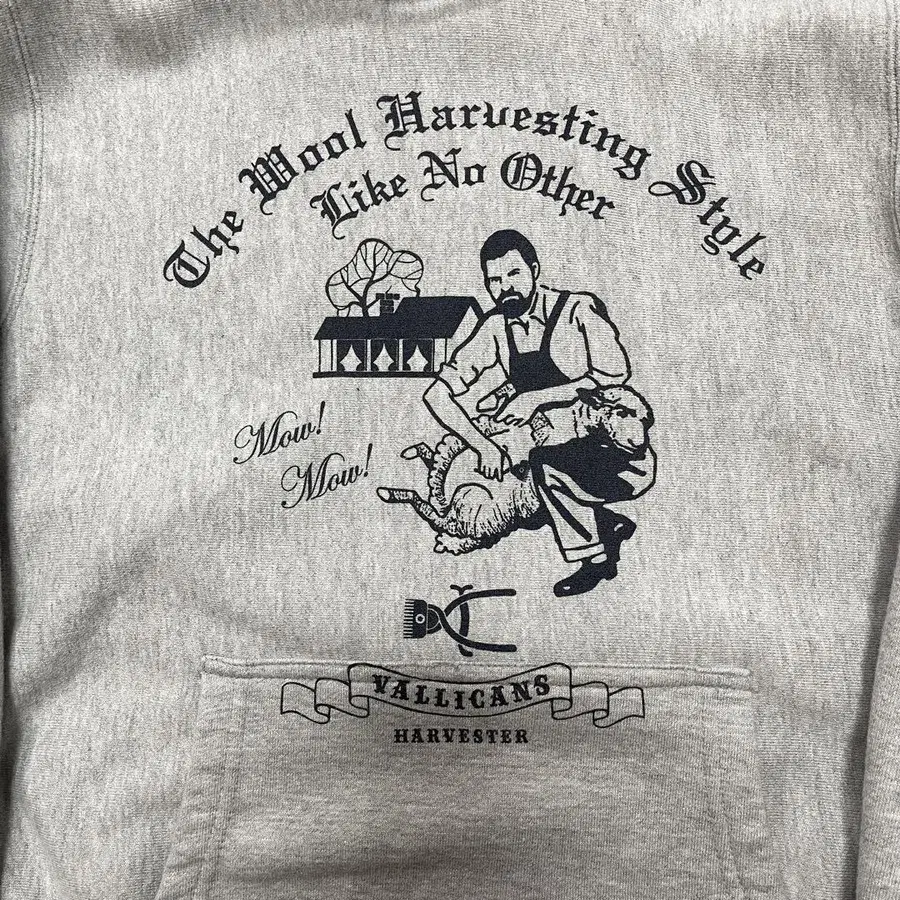 The Wool Harvesting Style
Like No Other
Mow!
Mow!
VALLICANS
HARVESTER